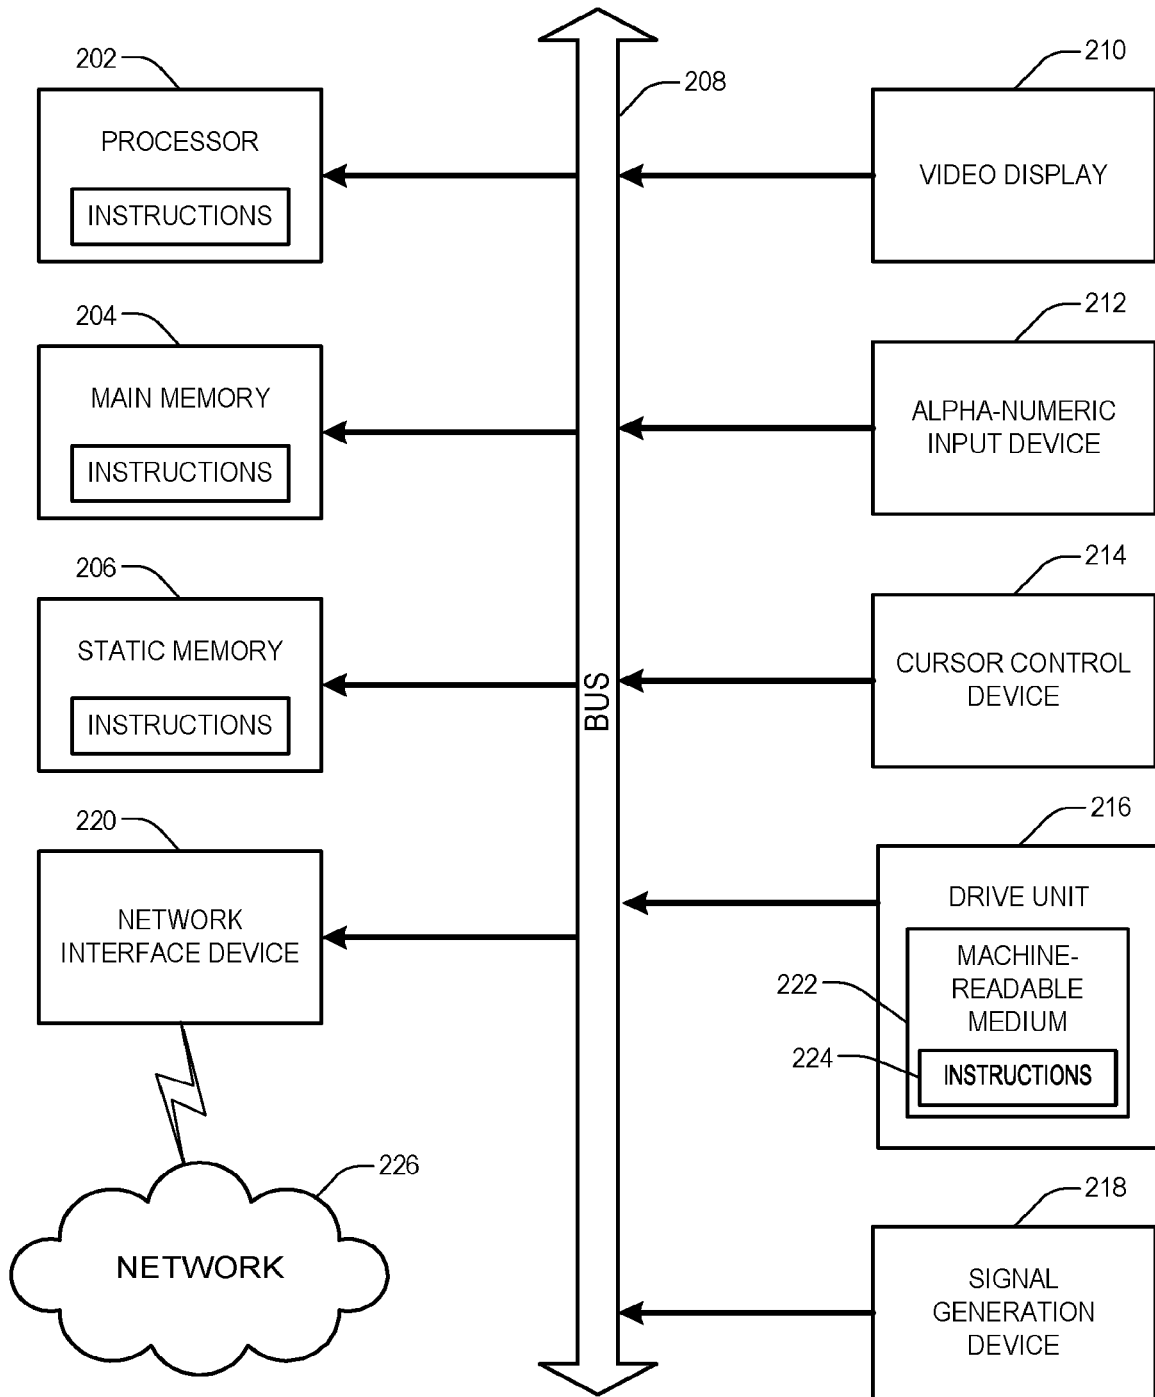 202
PROCESSOR
INSTRUCTIONS
204
MAIN MEMORY
INSTRUCTIONS
206
STATIC MEMORY
INSTRUCTIONS
220
NETWORK
INTERFACE DEVICE
226
NETWORK
208
BUS
210
VIDEO DISPLAY
212
ALPHA-NUMERIC
INPUT DEVICE
214
CURSOR CONTROL
DEVICE
216
DRIVE UNIT
222
MACHINE-
READABLE
MEDIUM
224
INSTRUCTIONS
218
SIGNAL
GENERATION
DEVICE